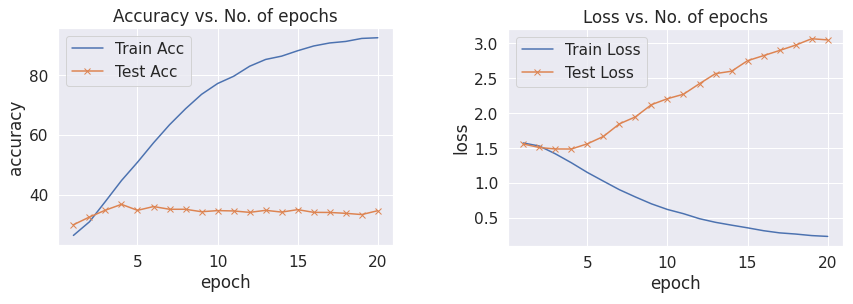 Accuracy vs. No. of epochs
Train Acc
Test Acc
accuracy
80
60
40
5
10
15
20
epoch
Loss vs. No. of epochs
Train Loss
Test Loss
loss
3.0
2.5
2.0
1.5
1.0
0.5
5
10
15
20
epoch